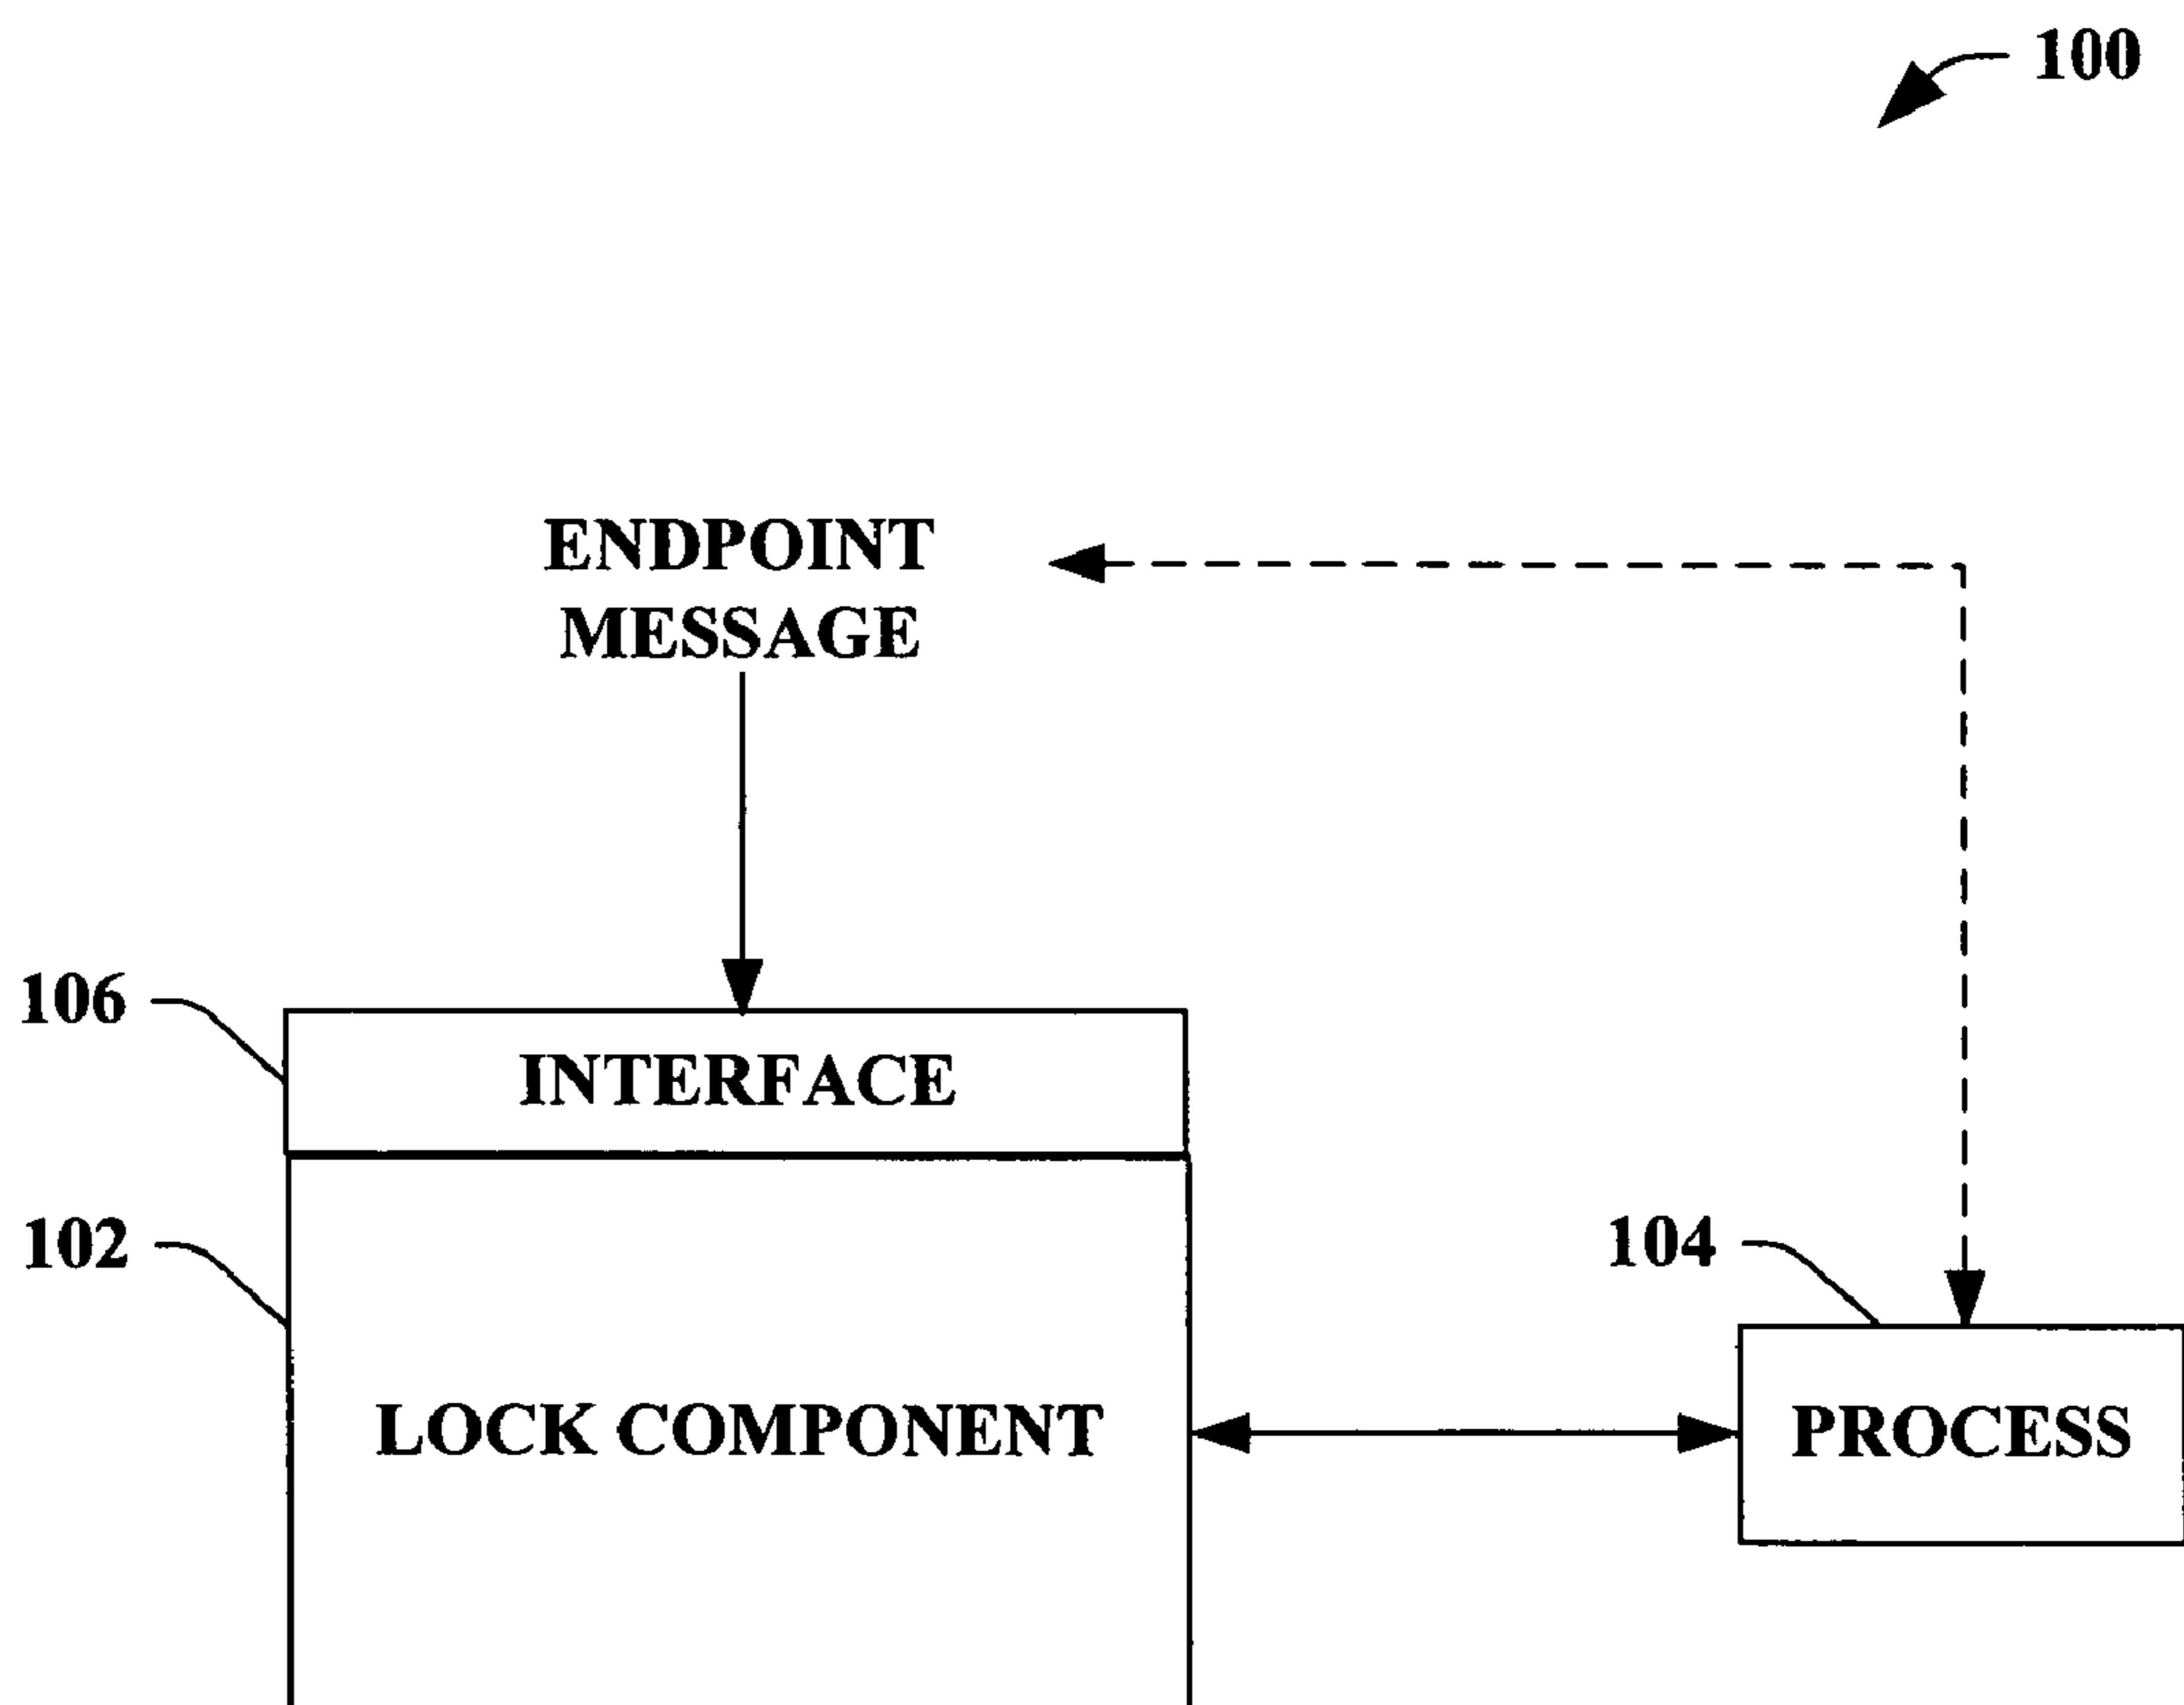 100
ENDPOINT
MESSAGE
106
INTERFACE
102
104
LOCK COMPONENT
PROCESS